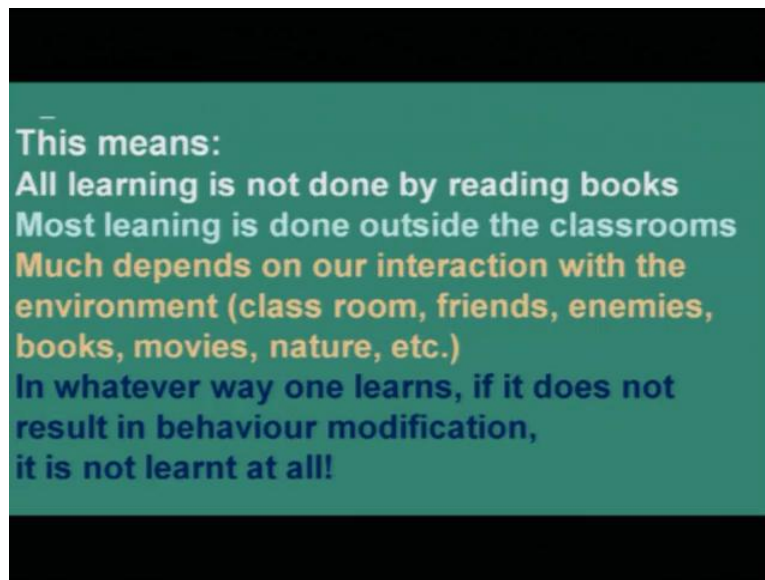 This means:
All learning is not done by reading books
Most leaning is done outside the classrooms
Much depends on our interaction with the
environment (class room, friends, enemies,
books, movies, nature, etc.)
In whatever way one learns, if it does not
result in behaviour modification,
it is not learnt at all!